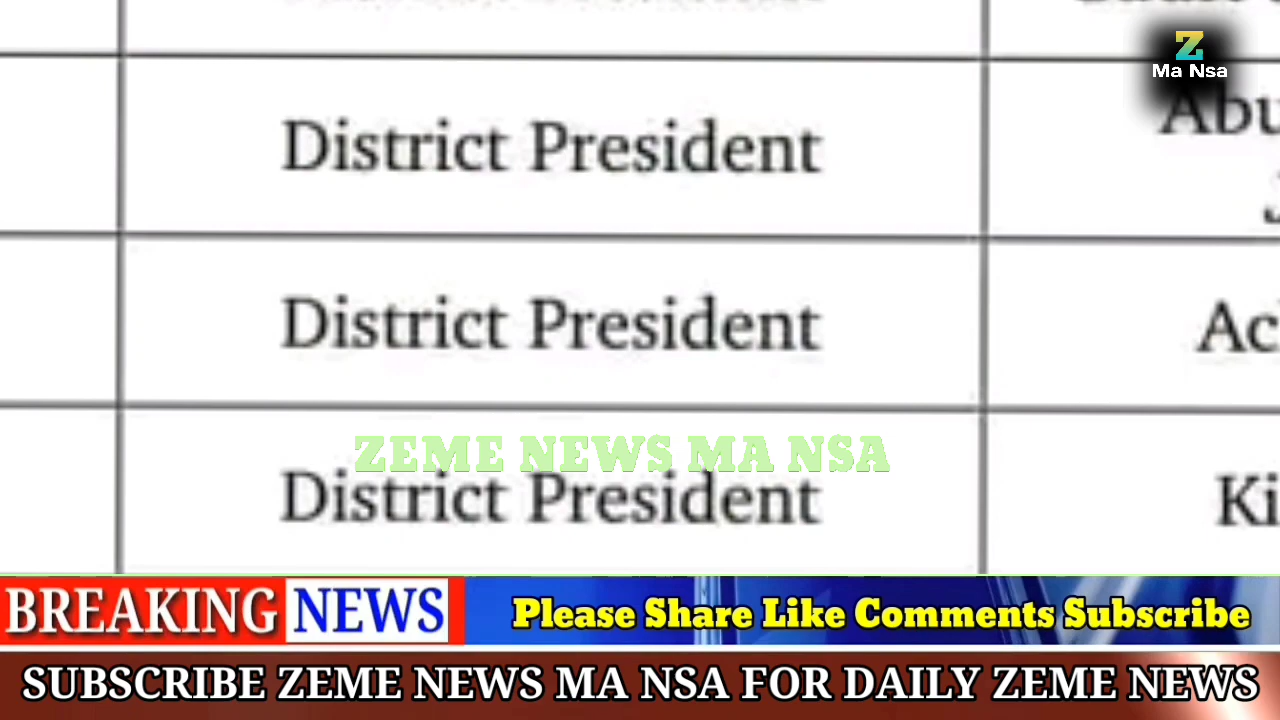 Z
Ma Nsa
District President
District President
ZEME NEWS MA NSA
District President
BREAKING NEWS
Please Share Like Comments Subscribe
SUBSCRIBE ZEME NEWS MA NSA FOR DAILY ZEME NEWS